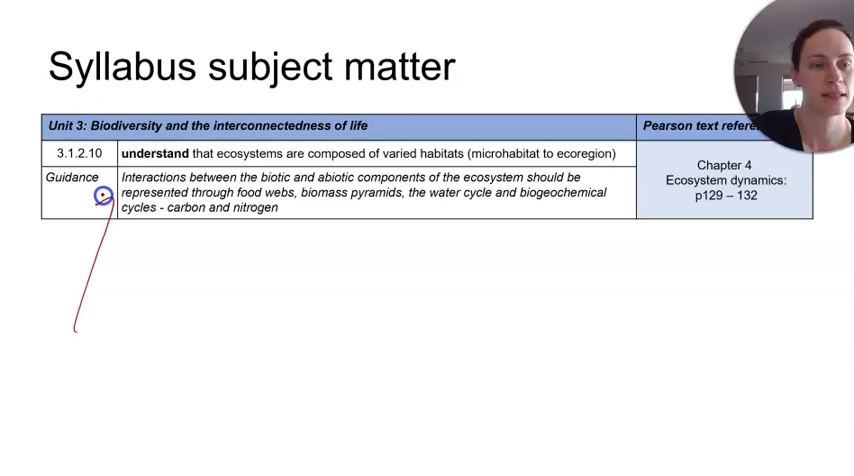 Syllabus subject matter
Unit 3: Biodiversity and the interconnectedness of life
Pearson text
3.1.2.10
understand that ecosystems are composed of varied habitats (microhabitat to ecoregion)
Guidance
Interactions between the biotic and abiotic components of the ecosystem should be
represented through food webs, biomass pyramids, the water cycle and biogeochemical
cycles - carbon and nitrogen
Chapter 4
Ecosystem dynamics:
p129 – 132